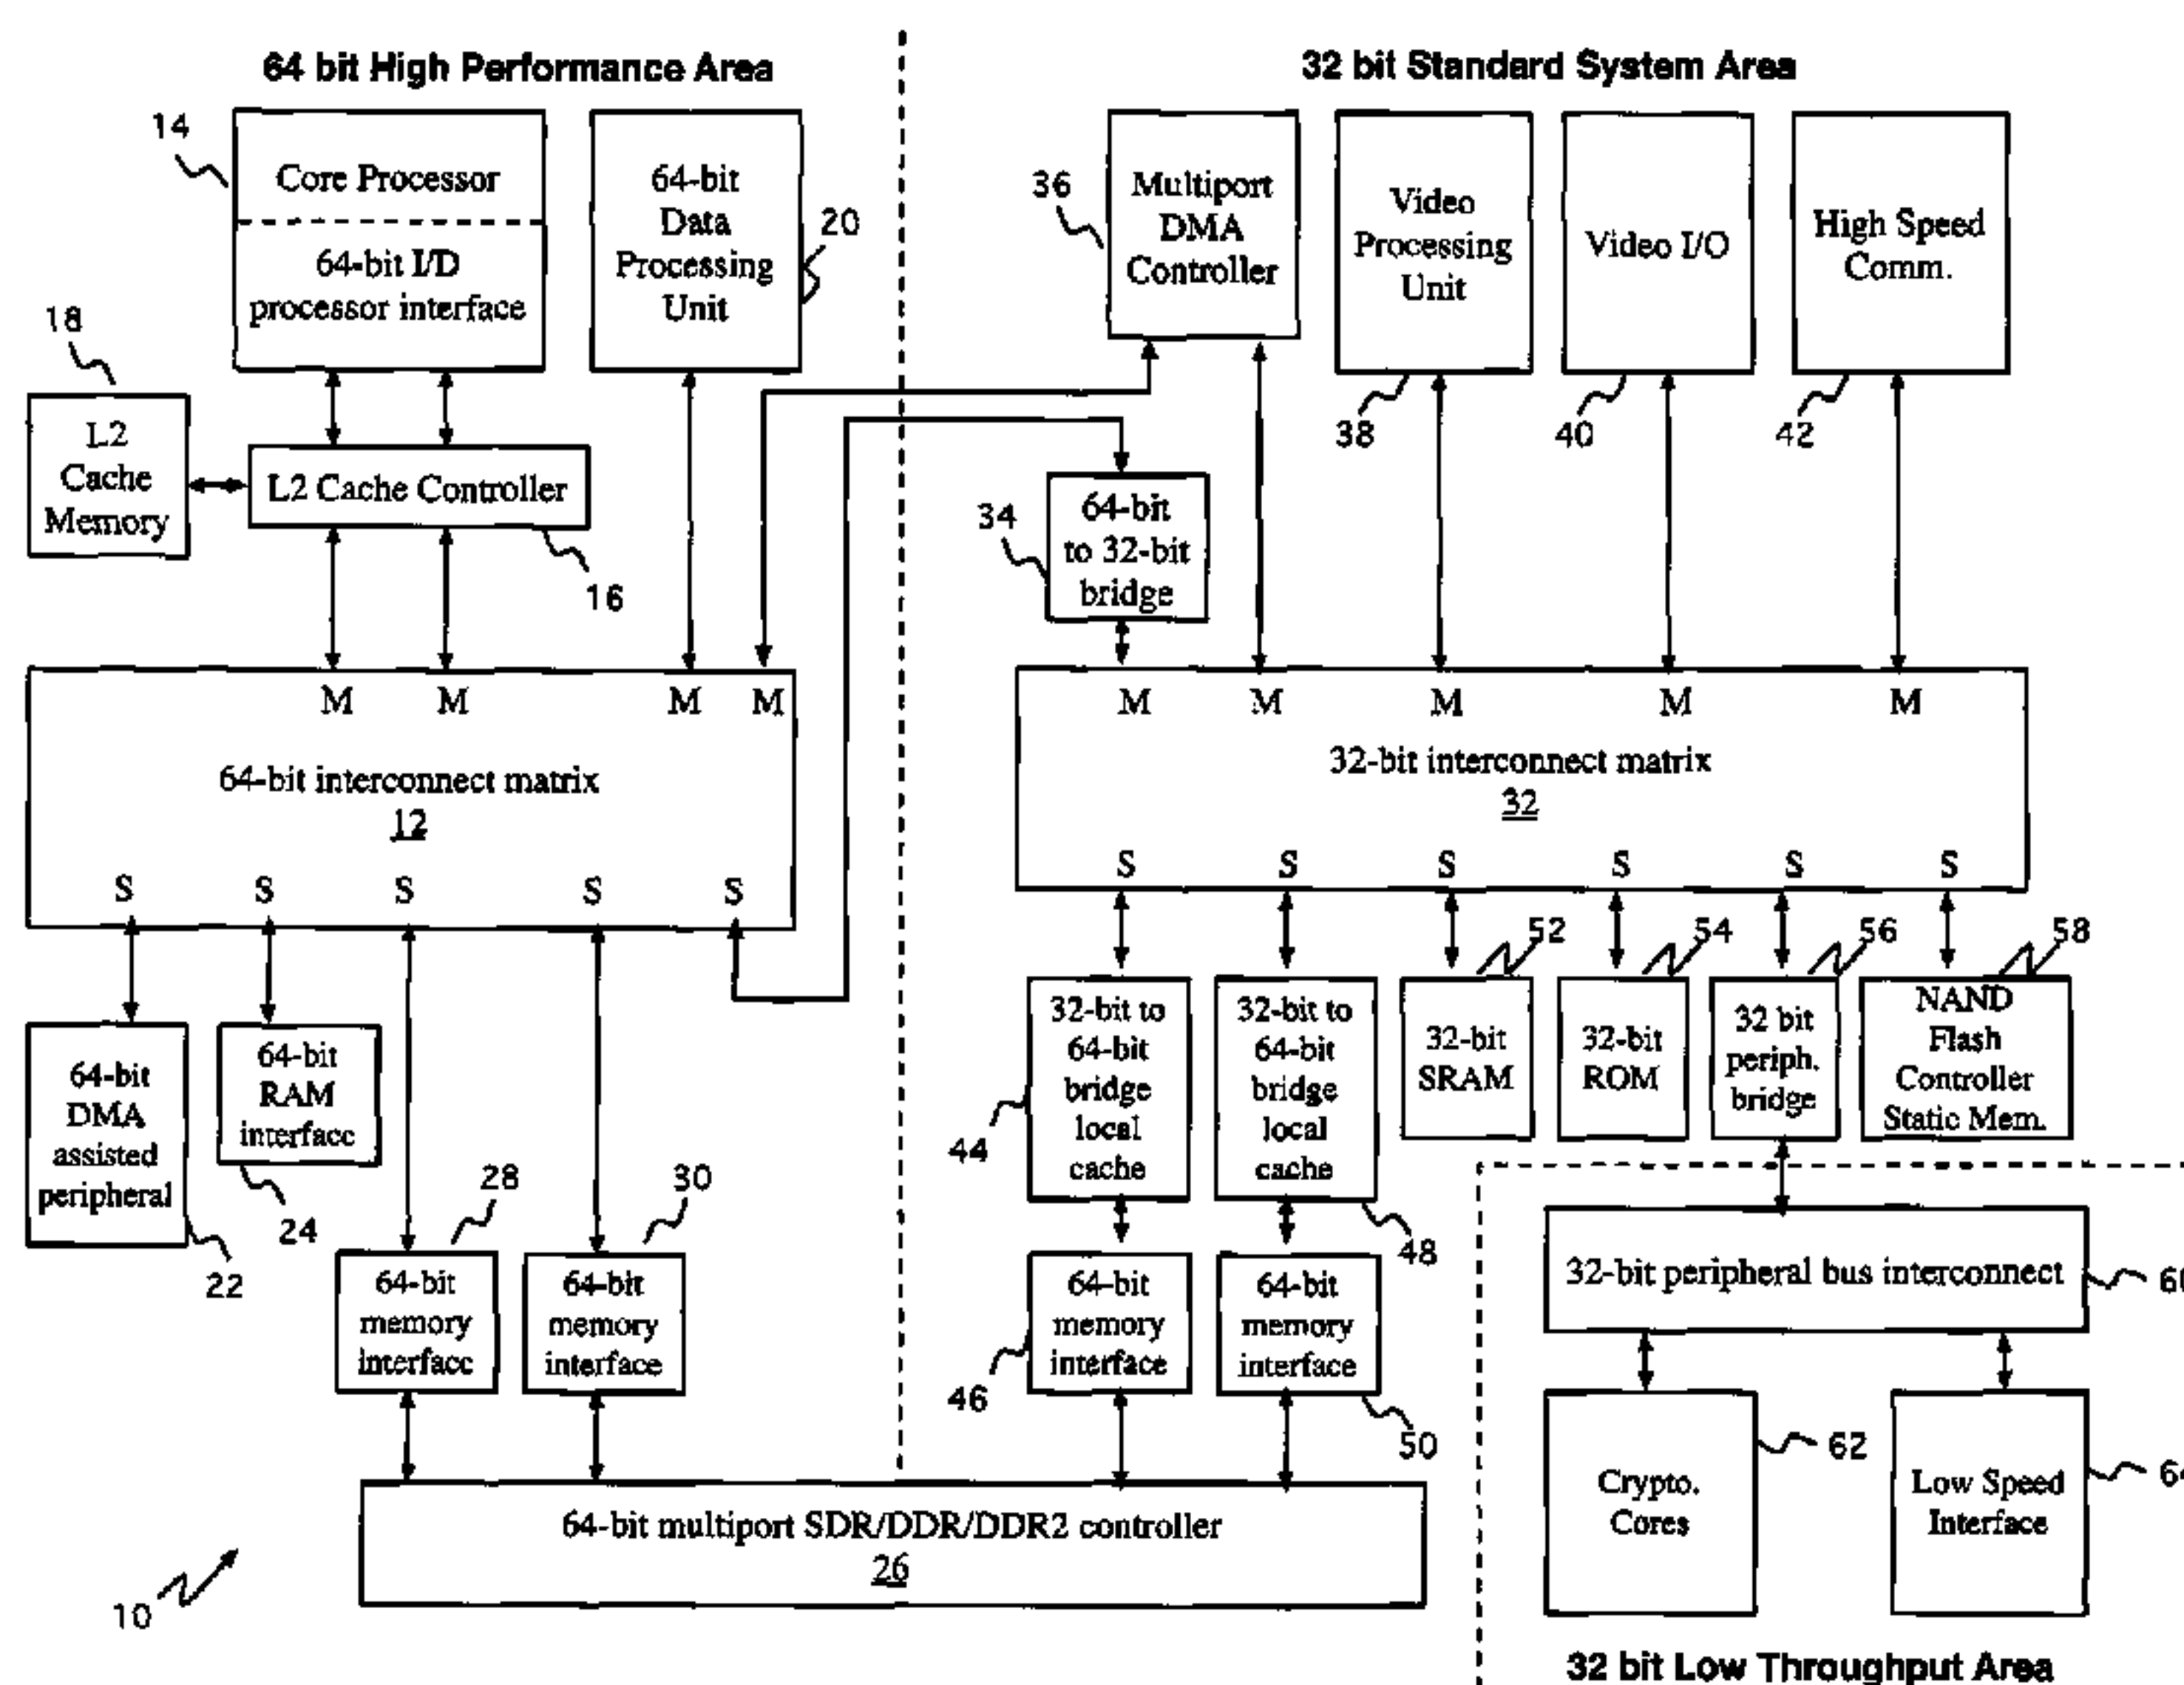 64 bit High Performance Area
32 bit Standard System Area
14
Core Processor
64-bit I/D
processor interface
64-bit
Data
Processing
Unit
20
36
Multiport
DMA
Controller
Video
Processing
Unit
38
Video I/O
40
High Speed
Comm.
42
18
L2
Cache
Memory
L2 Cache Controller
16
34
64-bit
to 32-bit
bridge
M
M
M
M
64-bit interconnect matrix
12
S
S
S
S
S
M
M
M
M
M
32-bit interconnect matrix
32
S
S
S
S
S
S
64-bit
DMA
assisted
peripheral
22
64-bit
RAM
interface
24
28
64-bit
memory
interface
30
64-bit
memory
interface
32-bit to
64-bit
bridge
local
cache
44
32-bit to
64-bit
bridge
local
cache
48
52
32-bit
SRAM
54
32-bit
ROM
56
32 bit
periph.
bridge
58
NAND
Flash
Controller
Static Mem.
64-bit
memory
interface
46
64-bit
memory
interface
50
32-bit peripheral bus interconnect
Crypto.
Cores
62
Low Speed
Interface
64-bit multiport SDR/DDR/DDR2 controller
26
10
32 bit Low Throughput Area